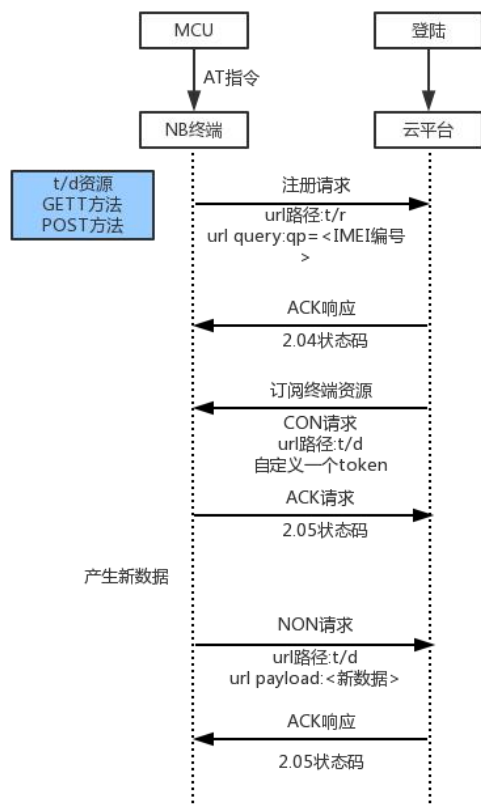 MCU
登陆
AT指令
NB终端
云平台
t/d资源
GETT方法
POST方法
注册请求
url路径:t/r
url query:qp=<IMEI编号
>
ACK响应
2.04状态码
订阅终端资源
CON请求
url路径:t/d
自定义一个token
ACK请求
2.05状态码
产生新数据
NON请求
url路径:t/d
url payload:<新数据>
ACK响应
2.05状态码